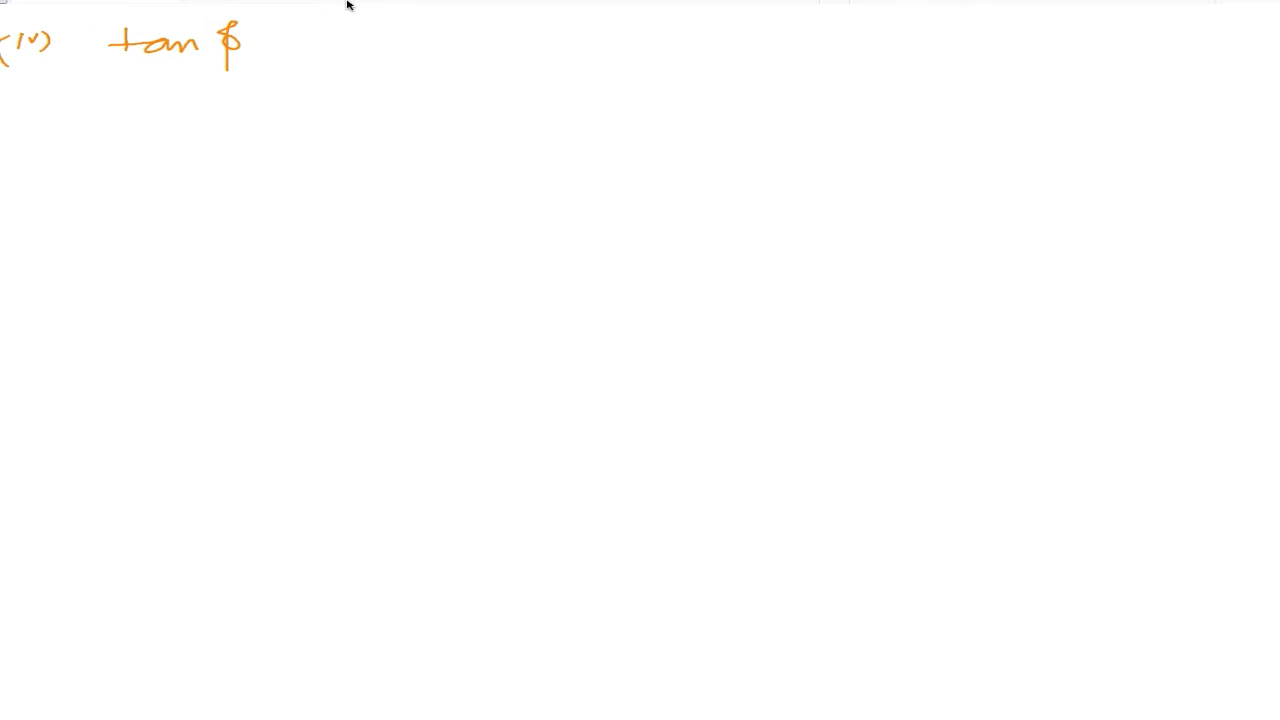 (iv) tan ϕ